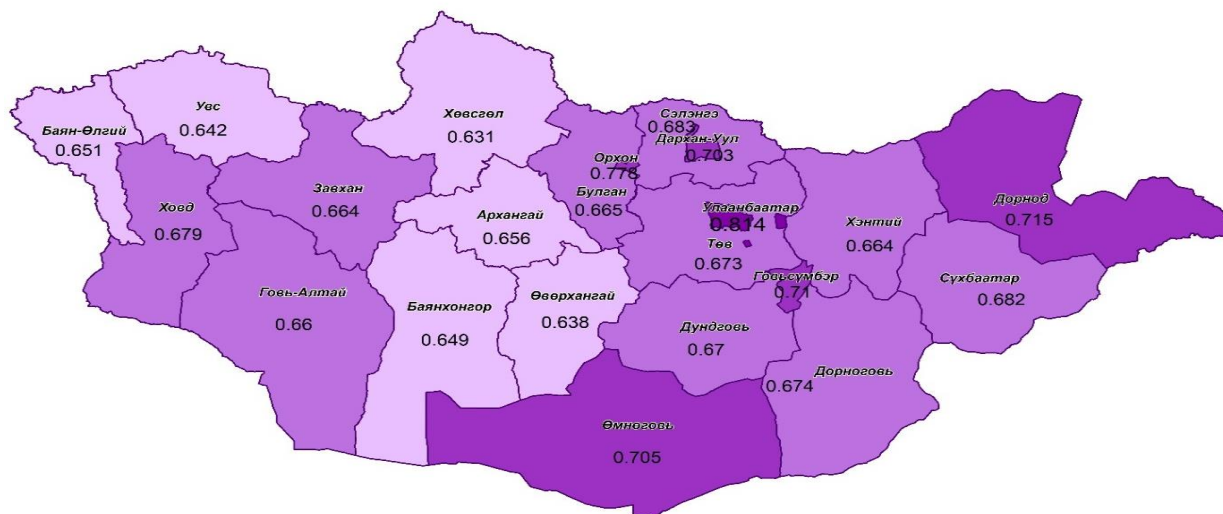 Увс
0.642
Баян-Өлгий
0.651
Хөвсгөл
0.631
Сэлэнгэ
0.683
Дархан-Уул
0.703
Орхон
0.778
Булган
0.665
Завхан
0.664
Ховд
0.679
Архангай
0.656
Улаанбаатар
0.814
Төв
0.673
Хэнтий
0.664
Дорнод
0.715
Говьсүмбэр
0.71
Сүхбаатар
0.682
Говь-Алтай
0.66
Баянхонгор
0.649
Өвөрхангай
0.638
Дундговь
0.67
Дорноговь
0.674
Өмнөговь
0.705